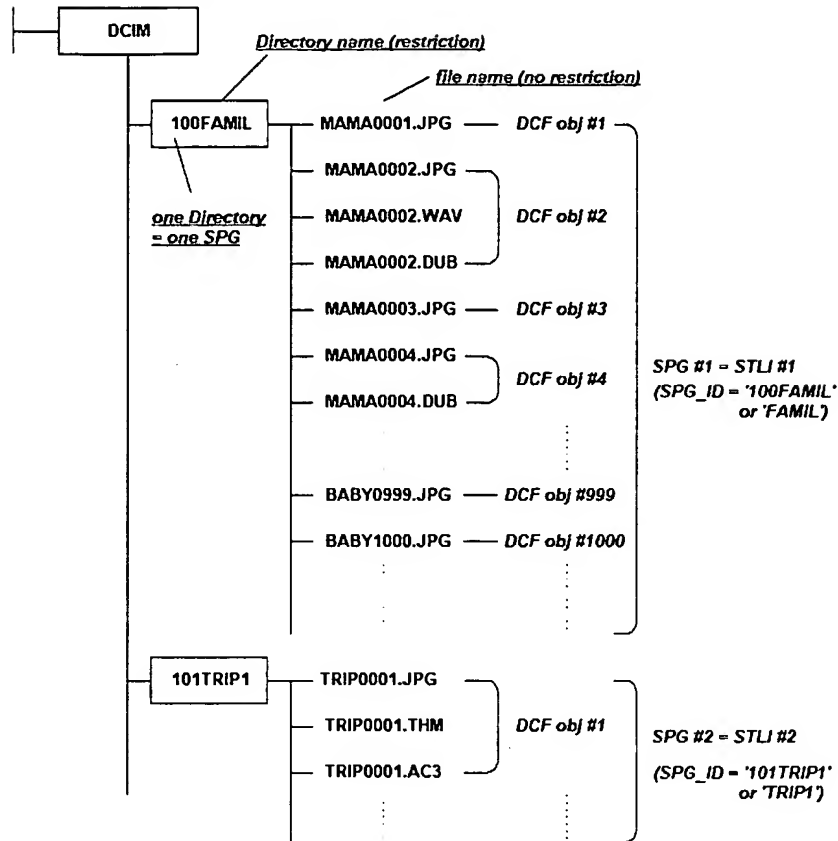 DCIM
Directory name (restriction)
file name (no restriction)
100FAMIL
MAMA0001.JPG
DCF obj #1
MAMA0002.JPG
one Directory
= one SPG
MAMA0002.WAV
DCF obj #2
MAMA0002.DUB
MAMA0003.JPG
DCF obj #3
MAMA0004.JPG
DCF obj #4
MAMA0004.DUB
SPG #1 = STLI #1
(SPG_ID = '100FAMIL'
or 'FAMIL')
BABY0999.JPG
DCF obj #999
BABY1000.JPG
DCF obj #1000
101TRIP1
TRIP0001.JPG
TRIP0001.THM
DCF obj #1
TRIP0001.AC3
SPG #2 = STLI #2
(SPG_ID = '101TRIP1'
or 'TRIP1')